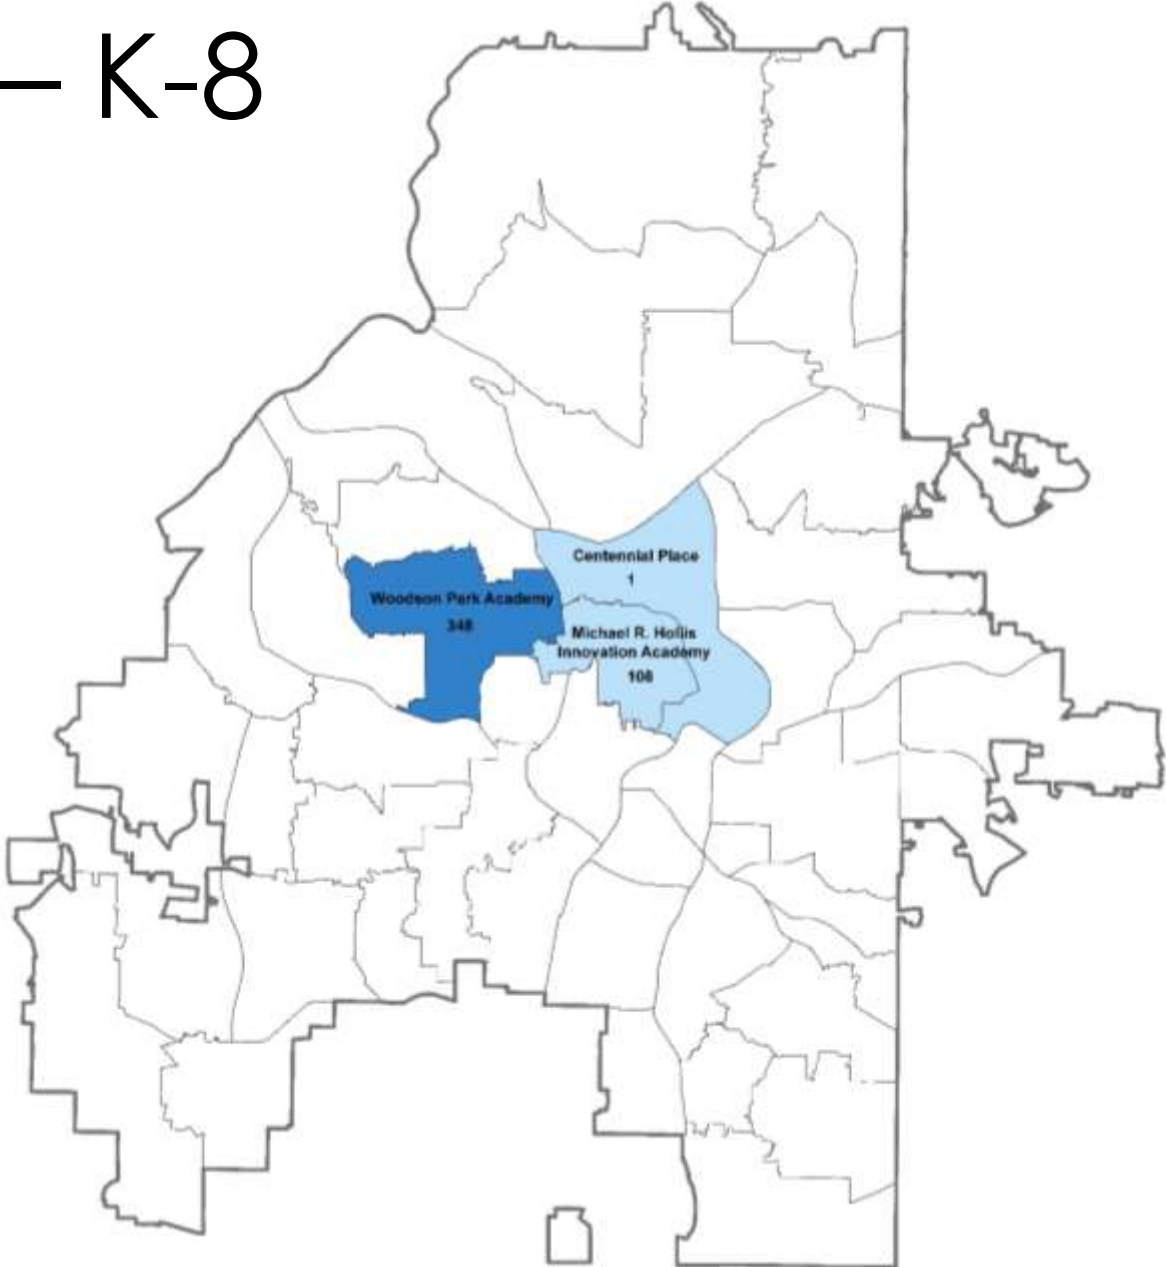 – K-8
Centennial Place
1
Woodson Park Academy
348
Michael R. Hollis
Innovation Academy
108